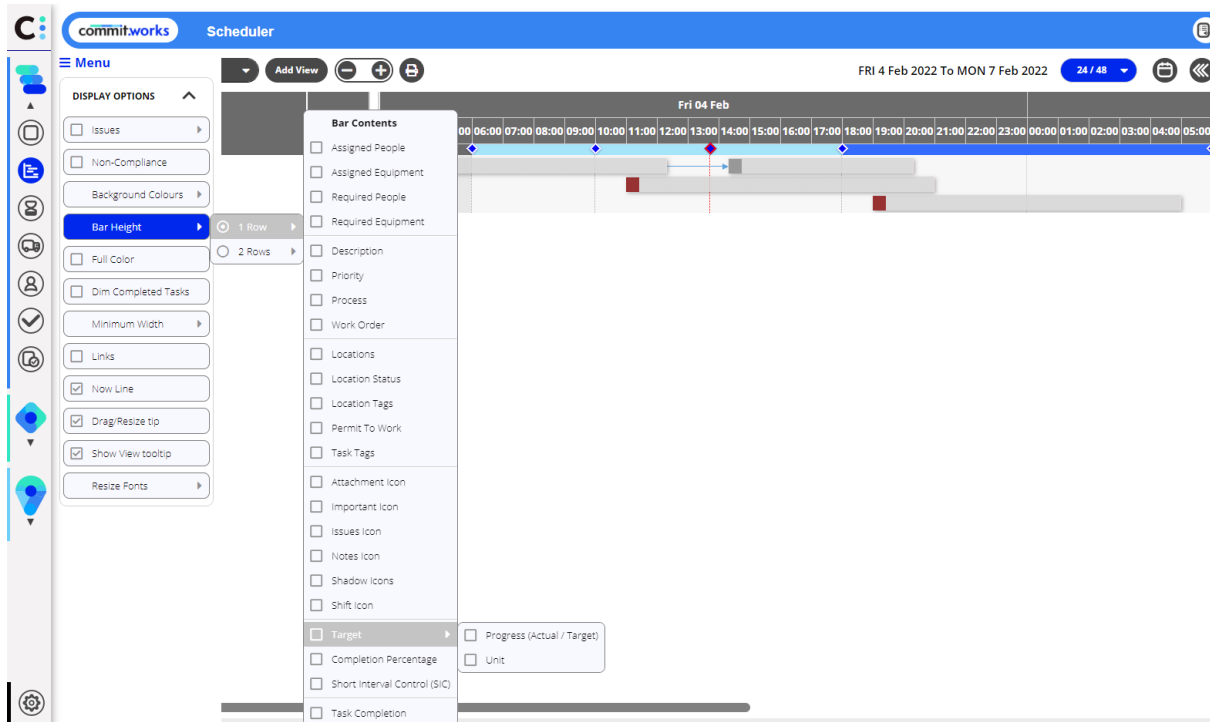 C:
commit.works
Scheduler
Menu
Add View
FRI 4 Feb 2022 To MON 7 Feb 2022
24 / 48
DISPLAY OPTIONS
Issues
Non-Compliance
Background Colours
Bar Height
Full Color
Dim Completed Tasks
Minimum Width
Links
Now Line
Drag/Resize tip
Show View tooltip
Resize Fonts
1 Row
2 Rows
Bar Contents
Assigned People
Assigned Equipment
Required People
Required Equipment
Description
Priority
Process
Work Order
Locations
Location Status
Location Tags
Permit To Work
Task Tags
Attachment Icon
Important Icon
Issues Icon
Notes Icon
Shadow Icons
Shift Icon
Target
Completion Percentage
Short Interval Control (SIC)
Task Completion
Progress (Actual / Target)
Unit
Fri 04 Feb
00 06:00 07:00 08:00 09:00 10:00 11:00 12:00 13:00 14:00 15:00 16:00 17:00 18:00 19:00 20:00 21:00 22:00 23:00 00:00 01:00 02:00 03:00 04:00 05:00